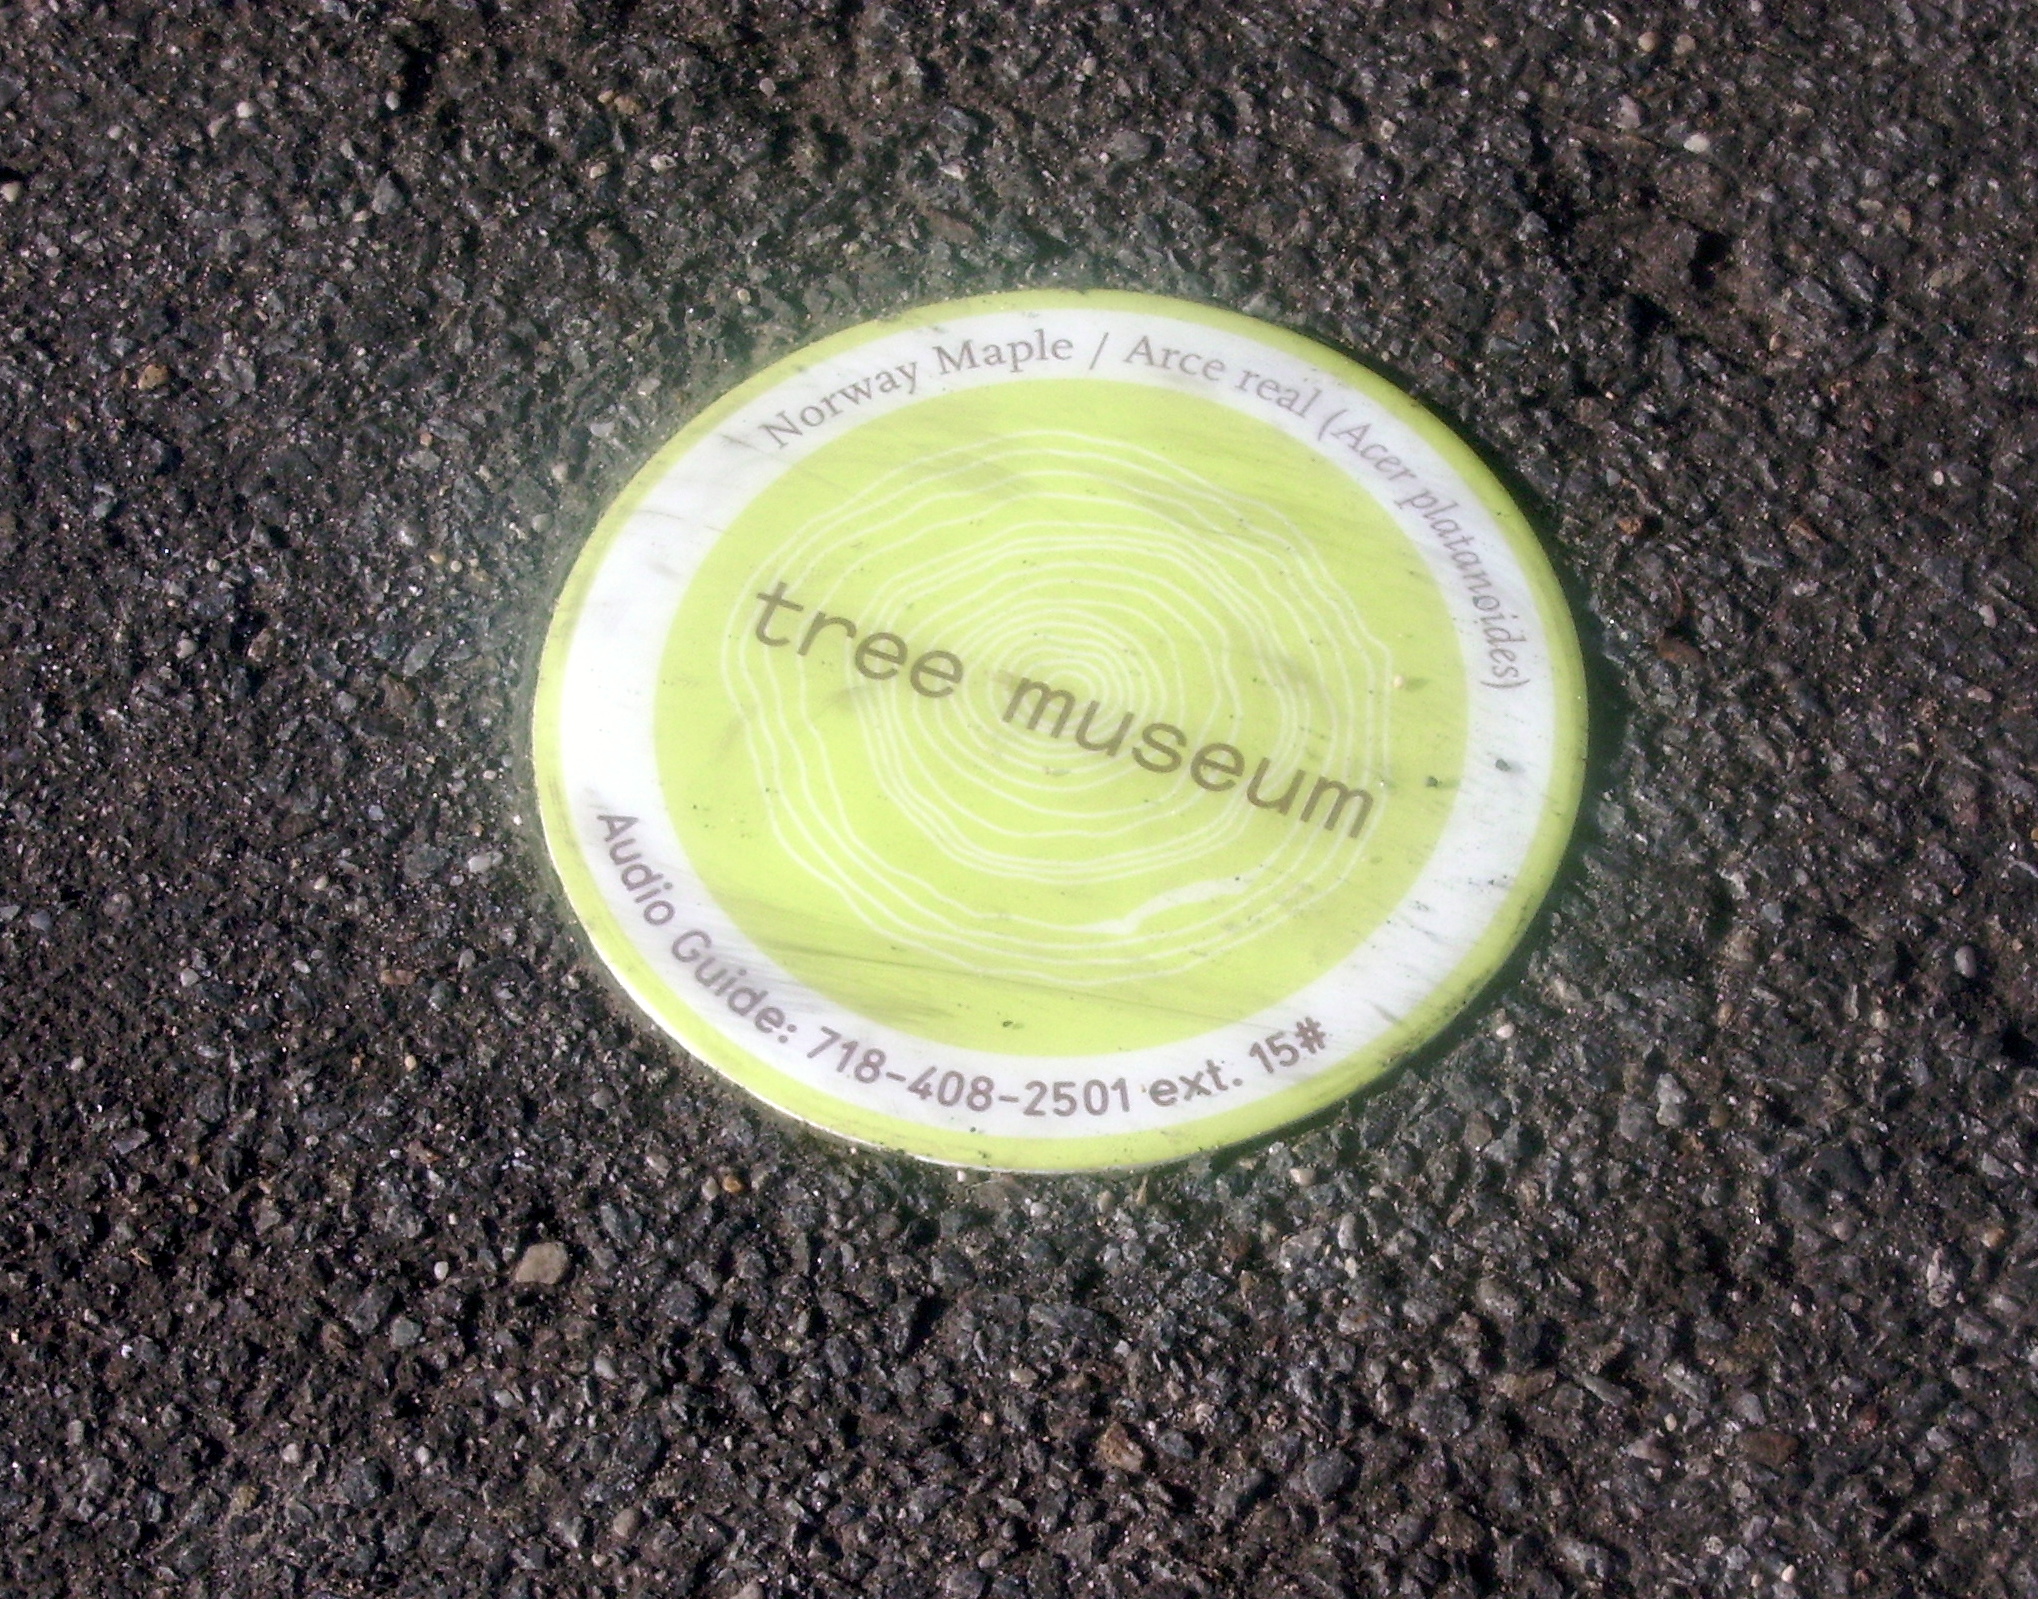 Norway Maple / Arce real (Acer platanoides)
tree museum
Audio Guide: 718-408-2501 ext. 15#